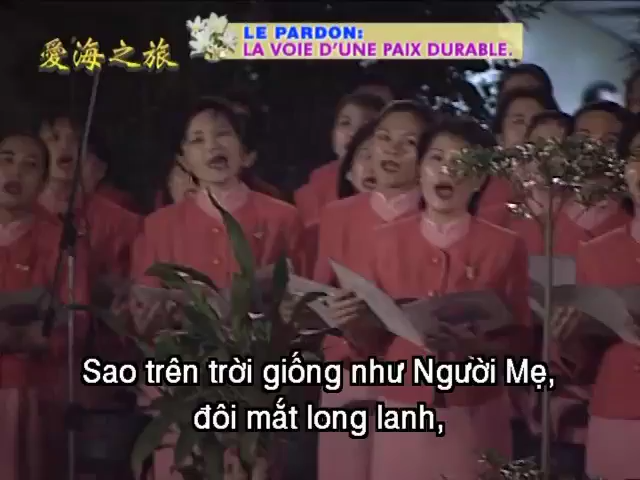 愛海之旅
LE PARDON:
LA VOIE D'UNE PAIX DURABLE.
Sao trên trời giống như Người Mẹ,
đôi mắt long lanh,